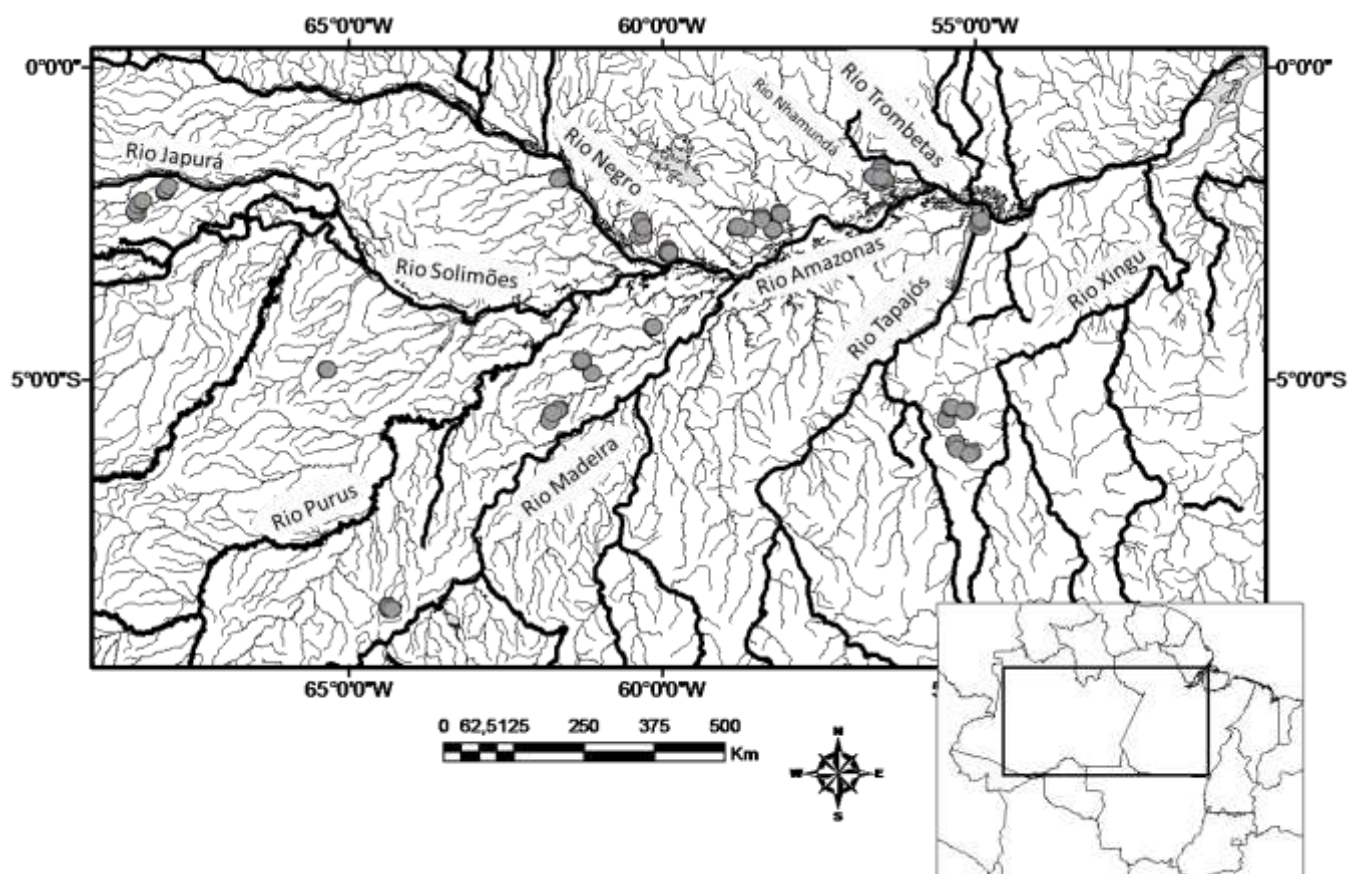 65°0'0"W 60°0'0"W 55°0'0"W
0°0'0" 0°0'0"
Rio Japurá
Rio Negro
Rio Nhamundá
Rio Trombetas
Rio Solimões
Rio Amazonas
Rio Tapajós
Rio Xingu
5°0'0"S 5°0'0"S
Rio Purus
Rio Madeira
65°0'0"W 60°0'0"W
0 62,5 125 250 375 500
Km
N
W E
S